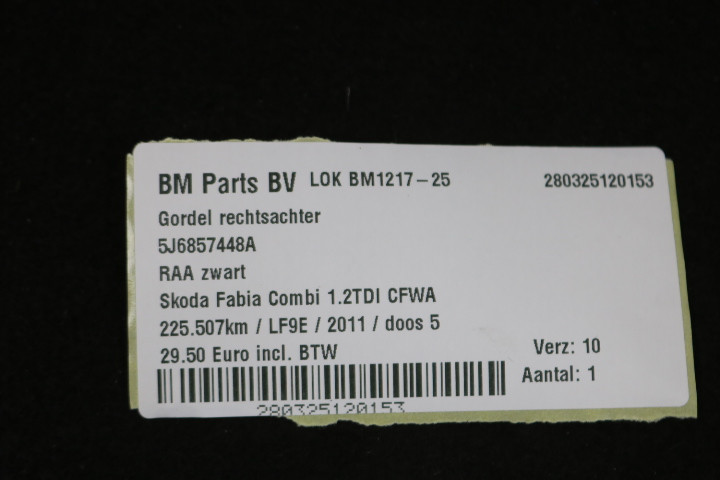 BM Parts BV LOK BM1217-25 280325120153
Gordel rechtsachter
5J6857448A
RAA zwart
Skoda Fabia Combi 1.2TDI CFWA
225.507km / LF9E / 2011 / doos 5
29.50 Euro incl. BTW Verz: 10
Aantal: 1
280325120153